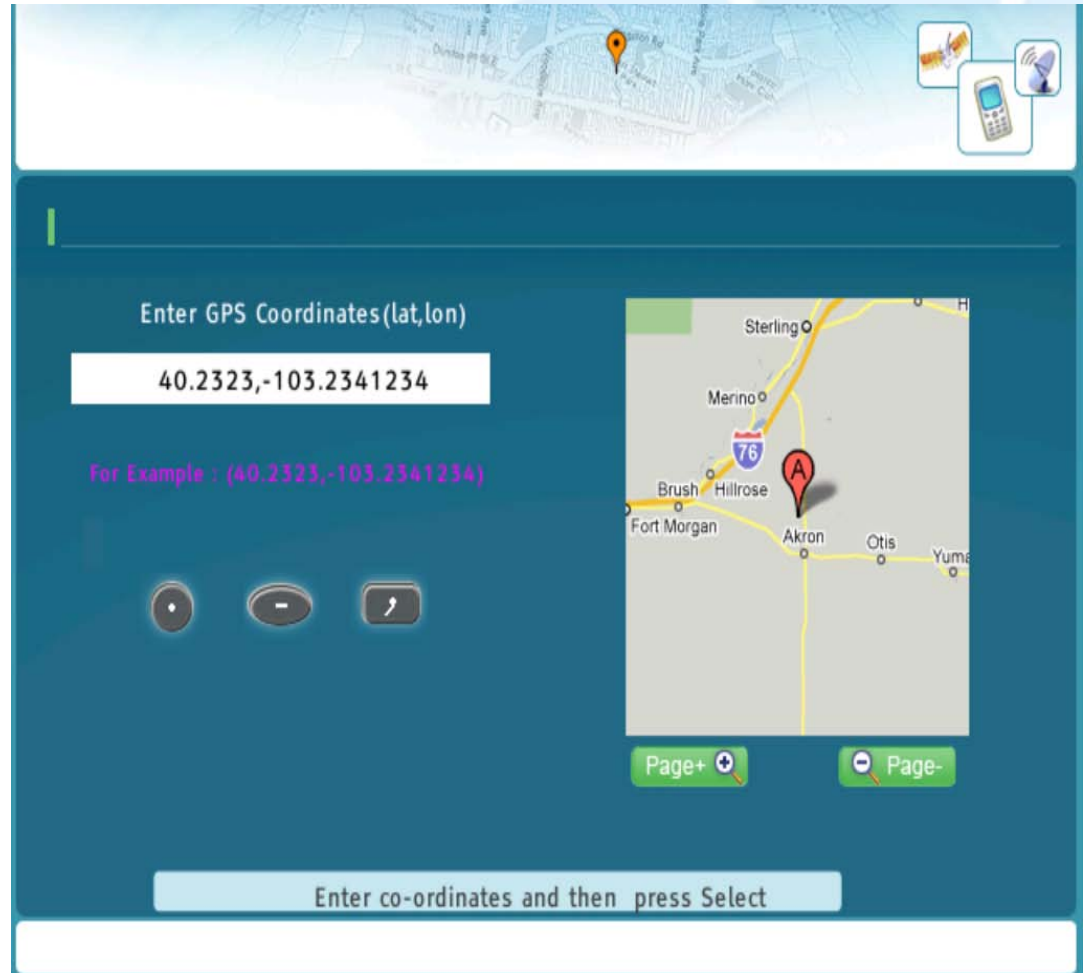 Enter GPS Coordinates(lat,lon)
40.2323,-103.2341234
For Example : (40.2323,-103.2341234)
Sterling
H
Merino
76
A
Brush
Hillrose
Fort Morgan
Akron
Otis
Yuma
Page+
Page-
Enter co-ordinates and then press Select